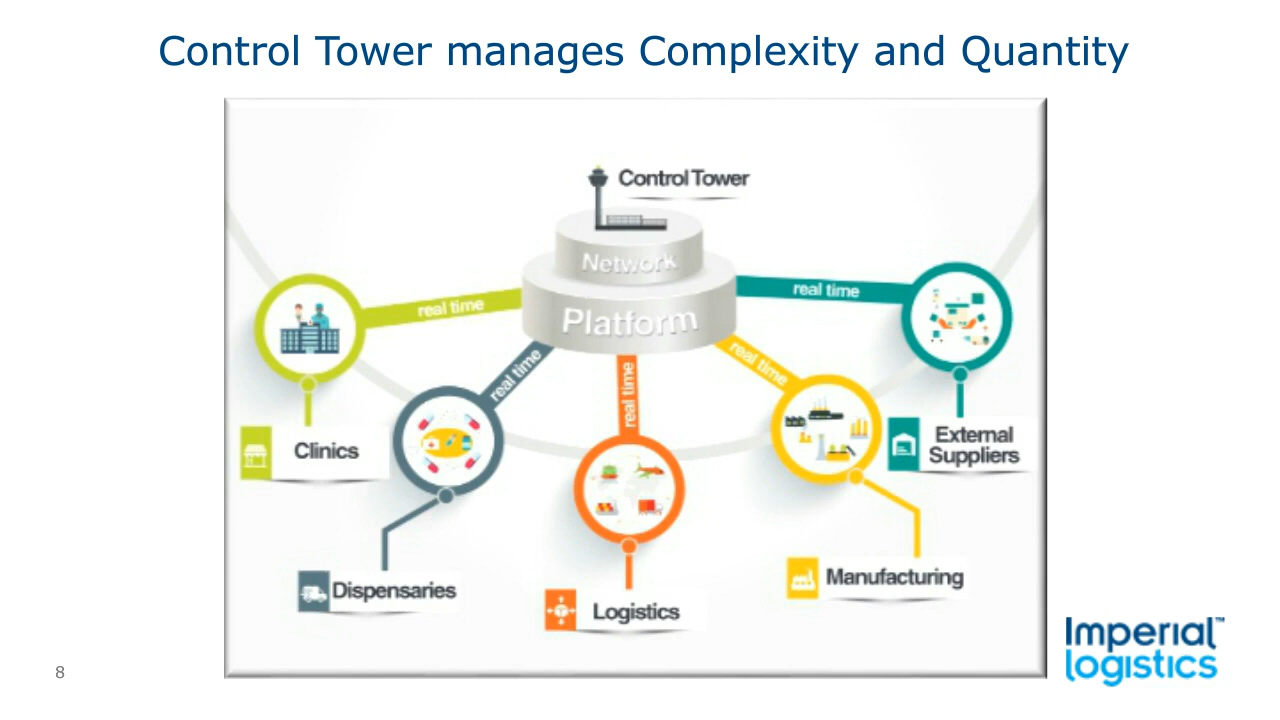 Control Tower manages Complexity and Quantity
Control Tower
Network
Platform
real time
real time
real time
real time
real time
Clinics
Dispensaries
Logistics
Manufacturing
External
Suppliers
Imperial™
logistics
8